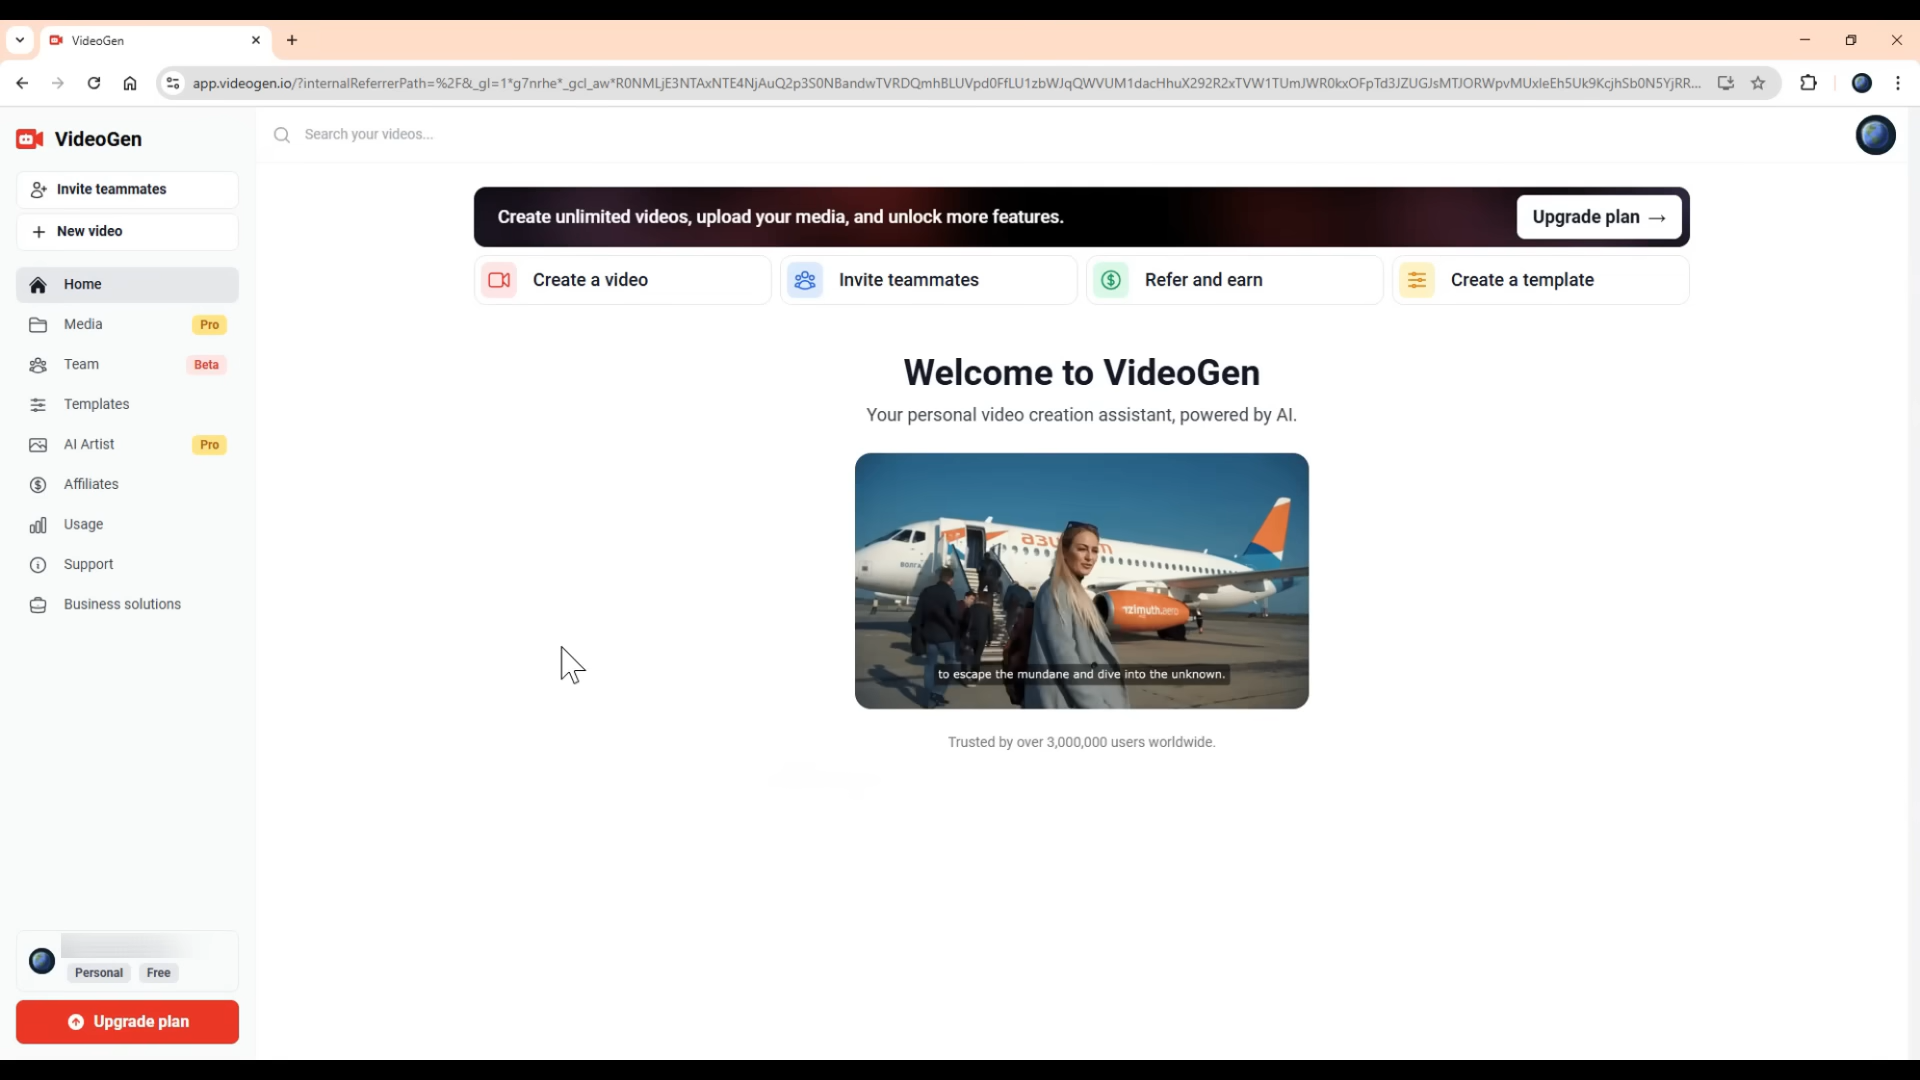 VideoGen
app.videogen.io/?internalReferrerPath=%2F&_gl=1*g7nrhe*_gcl_aw*R0NMLjE3NTAxNTE4NjAuQ2p3S0NBandwTVRDQmhBLUVpd0FfLU1zbWJqQWVUM1dacHhuX292R2xTVW1TUmJWR0kxOFpTd3JZUGJsMTJORWpvMUxleEh5Uk9KcjhSb0N5YjRR...
VideoGen
Search your videos...
Invite teammates
New video
Home
Media Pro
Team Beta
Templates
AI Artist Pro
Affiliates
Usage
Support
Business solutions
Personal Free
Upgrade plan
Create unlimited videos, upload your media, and unlock more features.
Upgrade plan →
Create a video
Invite teammates
Refer and earn
Create a template
Welcome to VideoGen
Your personal video creation assistant, powered by AI.
azimuth.aero
to escape the mundane and dive into the unknown.
Trusted by over 3,000,000 users worldwide.